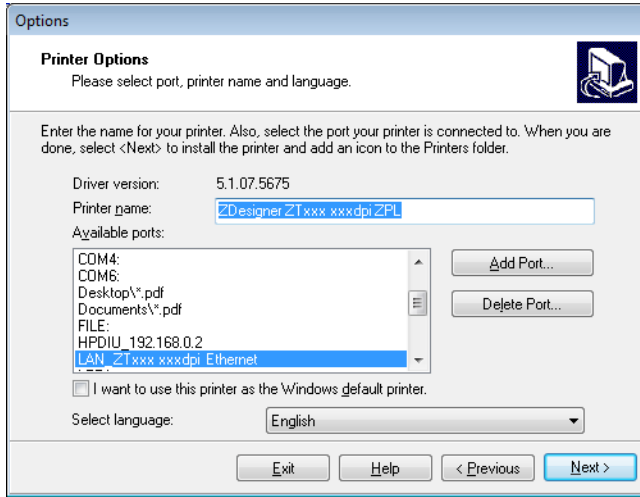 Options
Printer Options
Please select port, printer name and language.
Enter the name for your printer. Also, select the port your printer is connected to. When you are
done, select <Next> to install the printer and add an icon to the Printers folder.
Driver version: 5.1.07.5675
Printer name: ZDesigner ZTxxx xxxdpi ZPL
Available ports:
COM4:
COM6:
Desktop\*.pdf
Documents\*.pdf
FILE:
HPDIU_192.168.0.2
LAN_ZTxxx xxxdpi Ethernet
Add Port...
Delete Port...
I want to use this printer as the Windows default printer.
Select language: English
Exit Help < Previous Next >